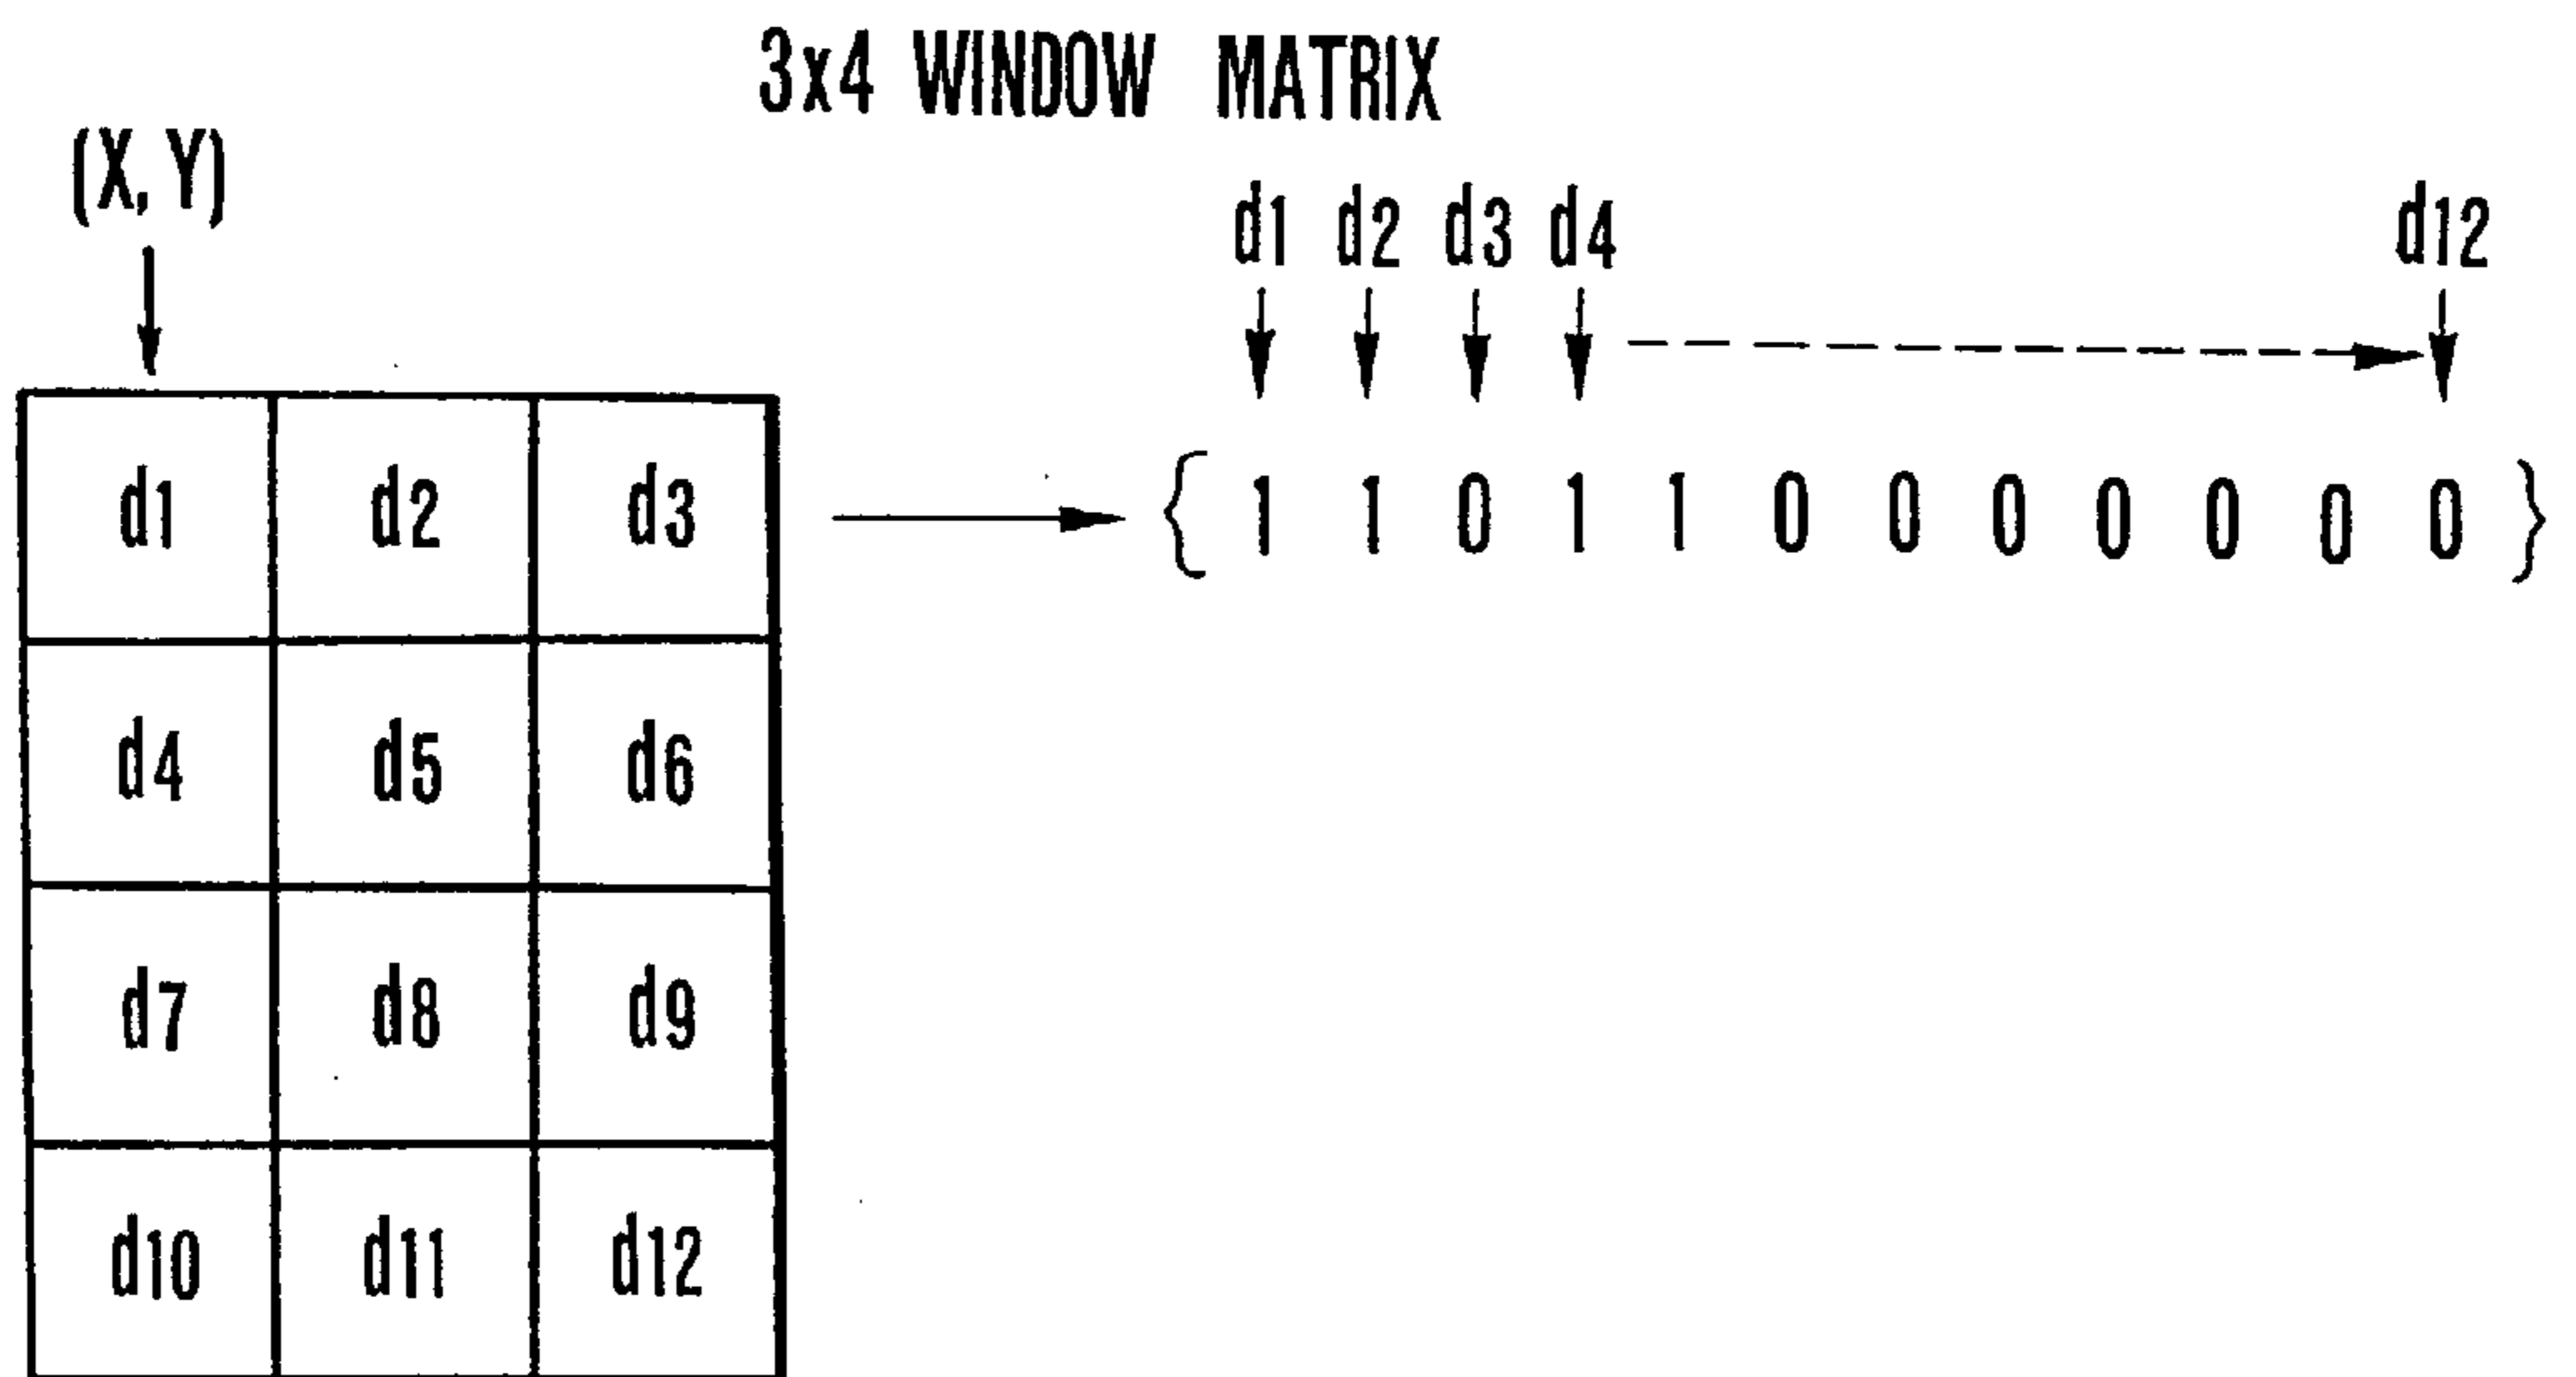 3x4 WINDOW MATRIX
(X, Y)
d1 d2 d3 d4 d12
d1 d2 d3
{ 1 1 0 1 1 0 0 0 0 0 0 0 }
d4 d5 d6
d7 d8 d9
d10 d11 d12